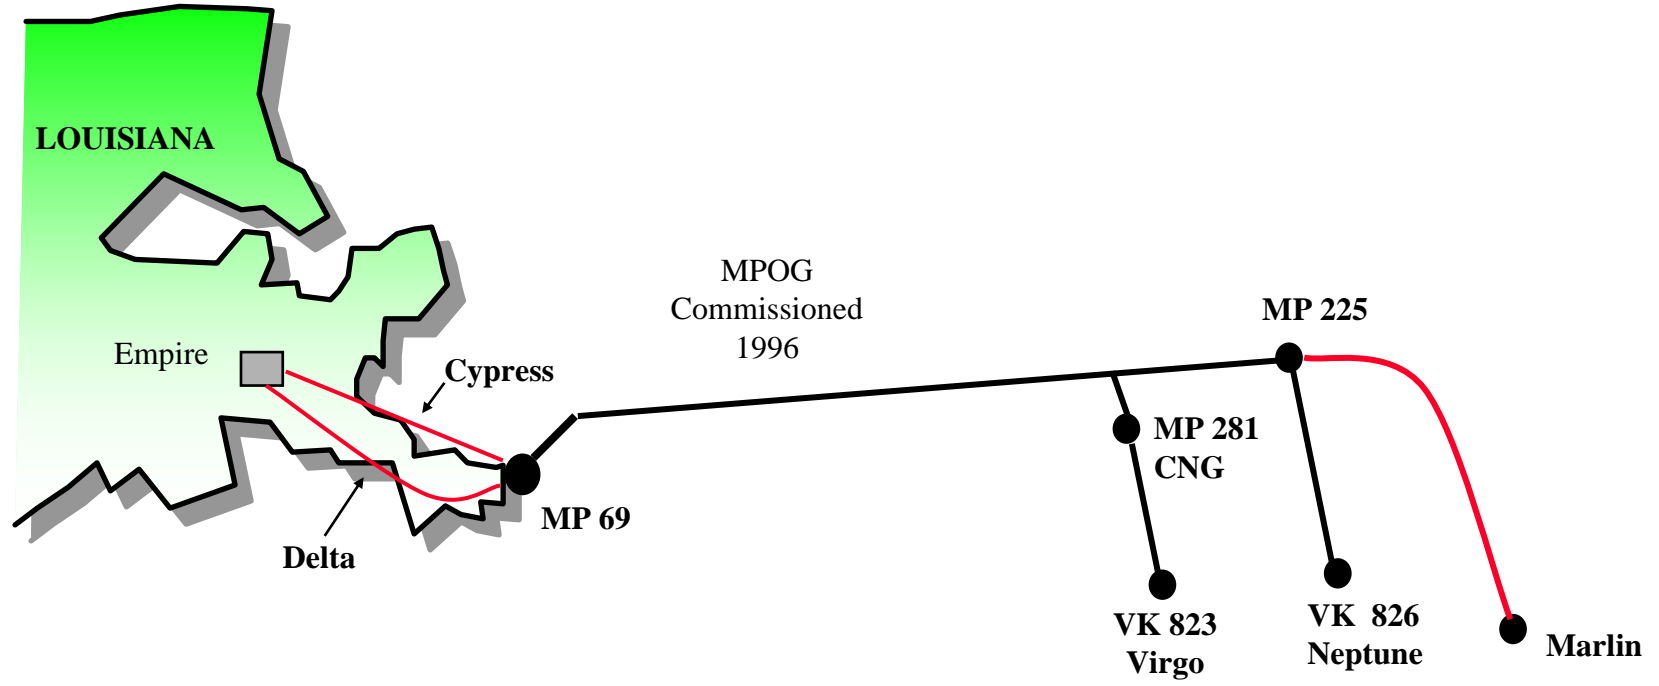 LOUISIANA
MPOG
Commissioned
1996
MP 225
Empire
Cypress
MP 281
CNG
MP 69
Delta
VK 823
Virgo
VK 826
Neptune
Marlin